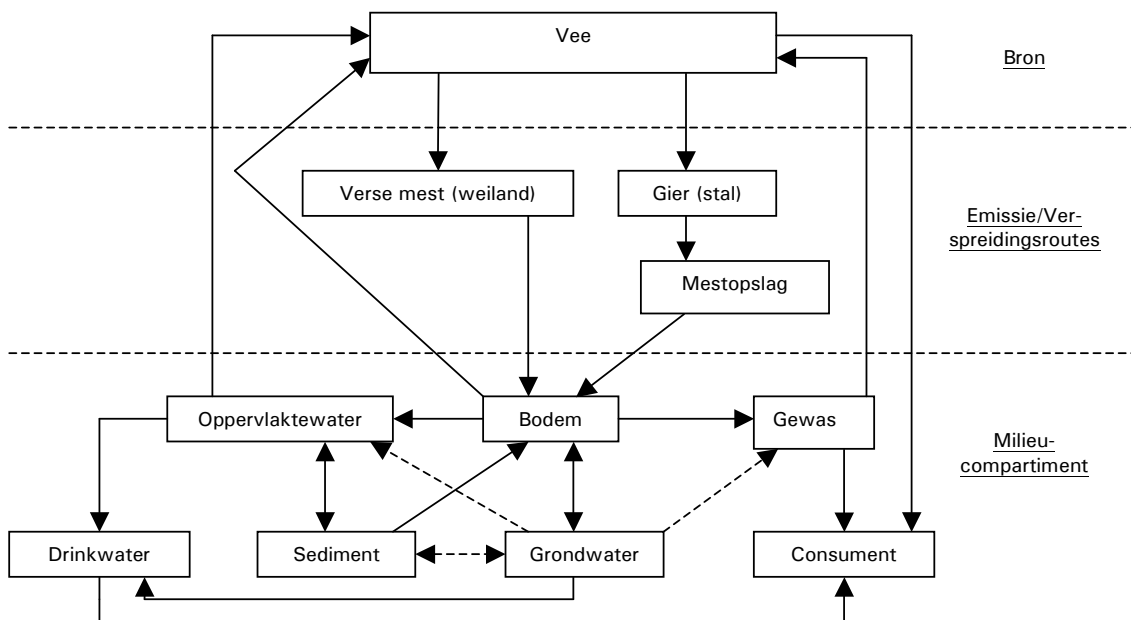 Vee
Bron
Verse mest (weiland)
Gier (stal)
Emissie/Ver-
spreidingsroutes
Mestopslag
Oppervlaktewater
Bodem
Gewas
Milieu-
compartiment
Drinkwater
Sediment
Grondwater
Consument